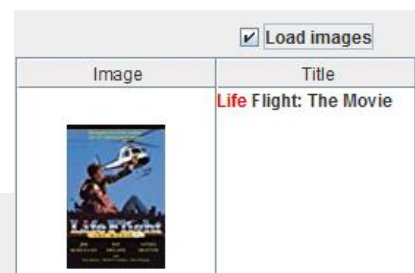 Load images
Image
Title
Life Flight: The Movie
Life Flight